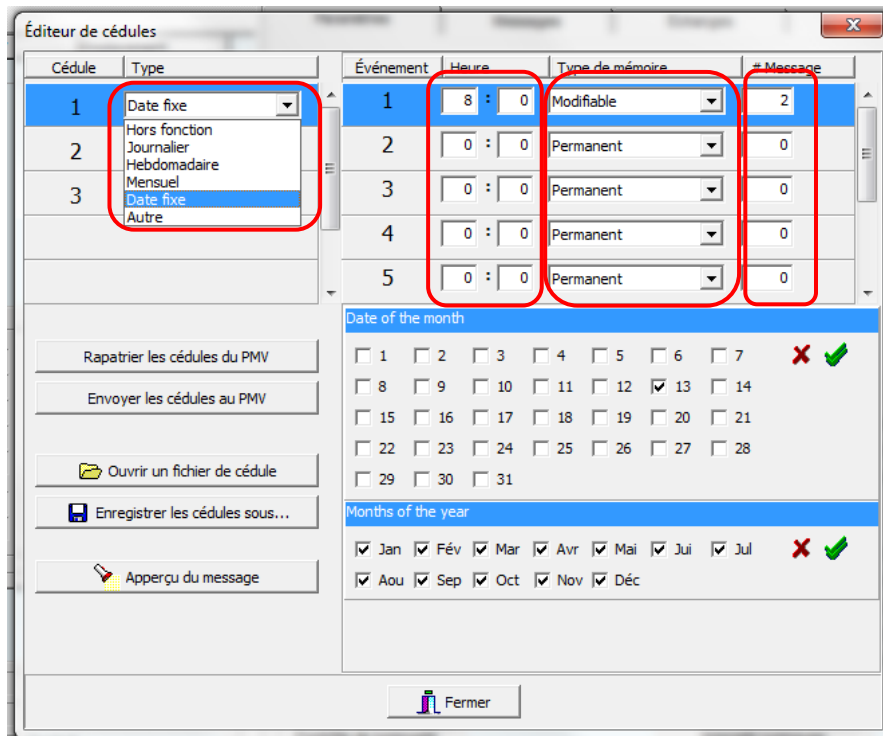 Éditeur de cédules
Cédule Type Événement Heure Type de mémoire # Message
1 Date fixe 1 8 : 0 Modifiable 2
Hors fonction
Journalier
Hebdomadaire
Mensuel
Date fixe
Autre
2 2 0 : 0 Permanent 0
3 3 0 : 0 Permanent 0
4 0 : 0 Permanent 0
5 0 : 0 Permanent 0
Rapatrier les cédules du PMV
Envoyer les cédules au PMV
Ouvrir un fichier de cédule
Enregistrer les cédules sous...
Apperçu du message
Date of the month
1 2 3 4 5 6 7
8 9 10 11 12 13 14
15 16 17 18 19 20 21
22 23 24 25 26 27 28
29 30 31
Months of the year
Jan Fév Mar Avr Mai Jui Jul
Aou Sep Oct Nov Déc
Fermer